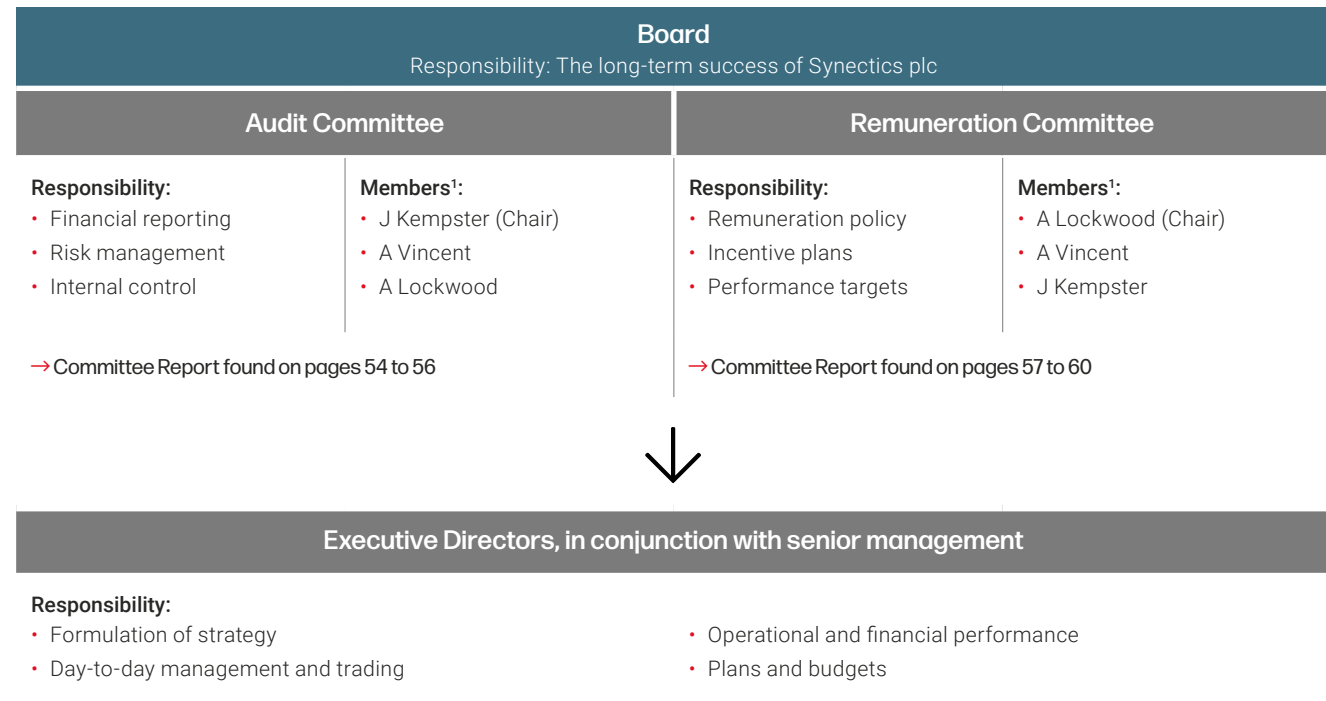 Board
Responsibility: The long-term success of Synectics plc
Audit Committee
Responsibility:
• Financial reporting
• Risk management
• Internal control
Members¹:
• J Kempster (Chair)
• A Vincent
• A Lockwood
→ Committee Report found on pages 54 to 56
Remuneration Committee
Responsibility:
• Remuneration policy
• Incentive plans
• Performance targets
Members¹:
• A Lockwood (Chair)
• A Vincent
• J Kempster
→ Committee Report found on pages 57 to 60
Executive Directors, in conjunction with senior management
Responsibility:
• Formulation of strategy
• Day-to-day management and trading
• Operational and financial performance
• Plans and budgets